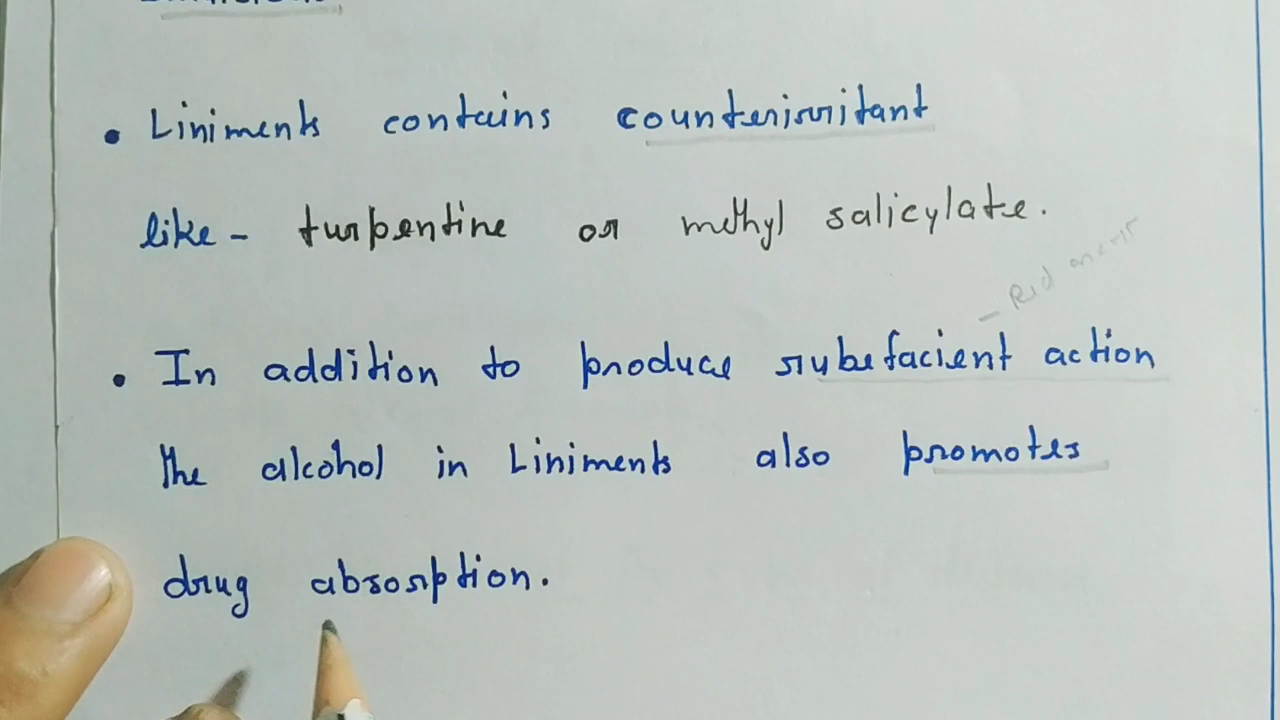 • Liniments contains counterirritant
like - turpentine or methyl salicylate.
• In addition to produce rubefacient action
the alcohol in Liniments also promotes
drug absorption.